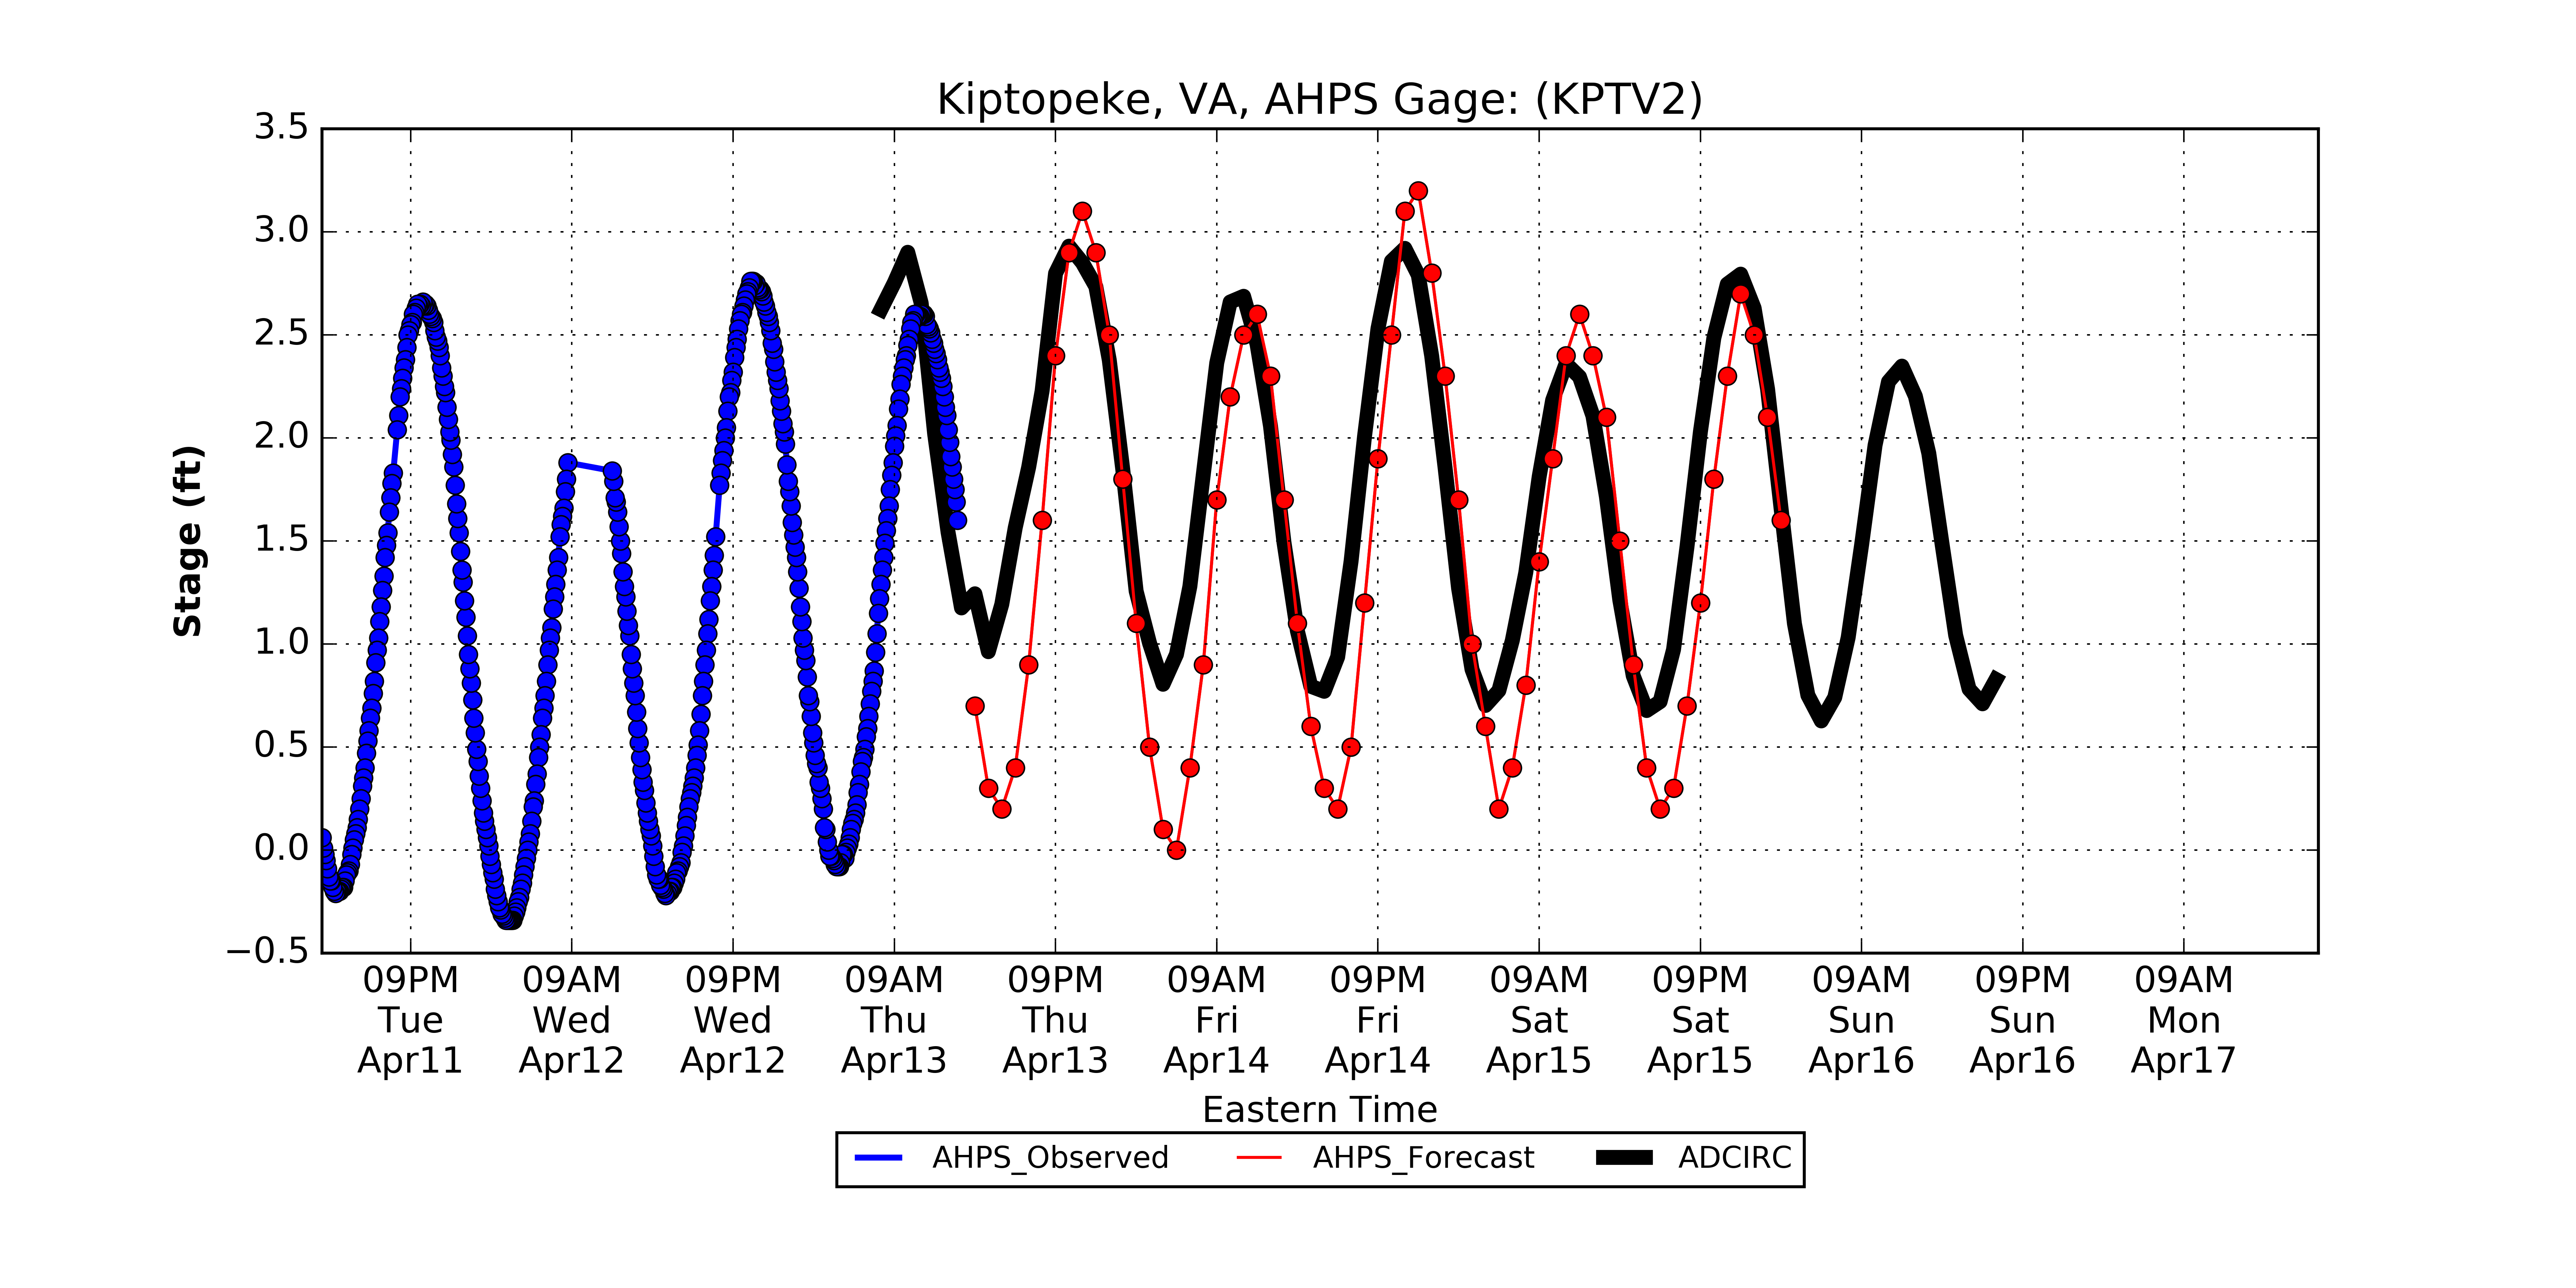 Kiptopeke, VA, AHPS Gage: (KPTV2)
3.5
3.0
2.5
2.0
1.5
1.0
0.5
0.0
−0.5
Stage (ft)
09PM 09AM 09PM 09AM 09PM 09AM 09PM 09AM 09PM 09AM 09PM 09AM
Tue Wed Wed Thu Thu Fri Fri Sat Sat Sun Sun Mon
Apr11 Apr12 Apr12 Apr13 Apr13 Apr14 Apr14 Apr15 Apr15 Apr16 Apr16 Apr17
Eastern Time
AHPS_Observed AHPS_Forecast ADCIRC